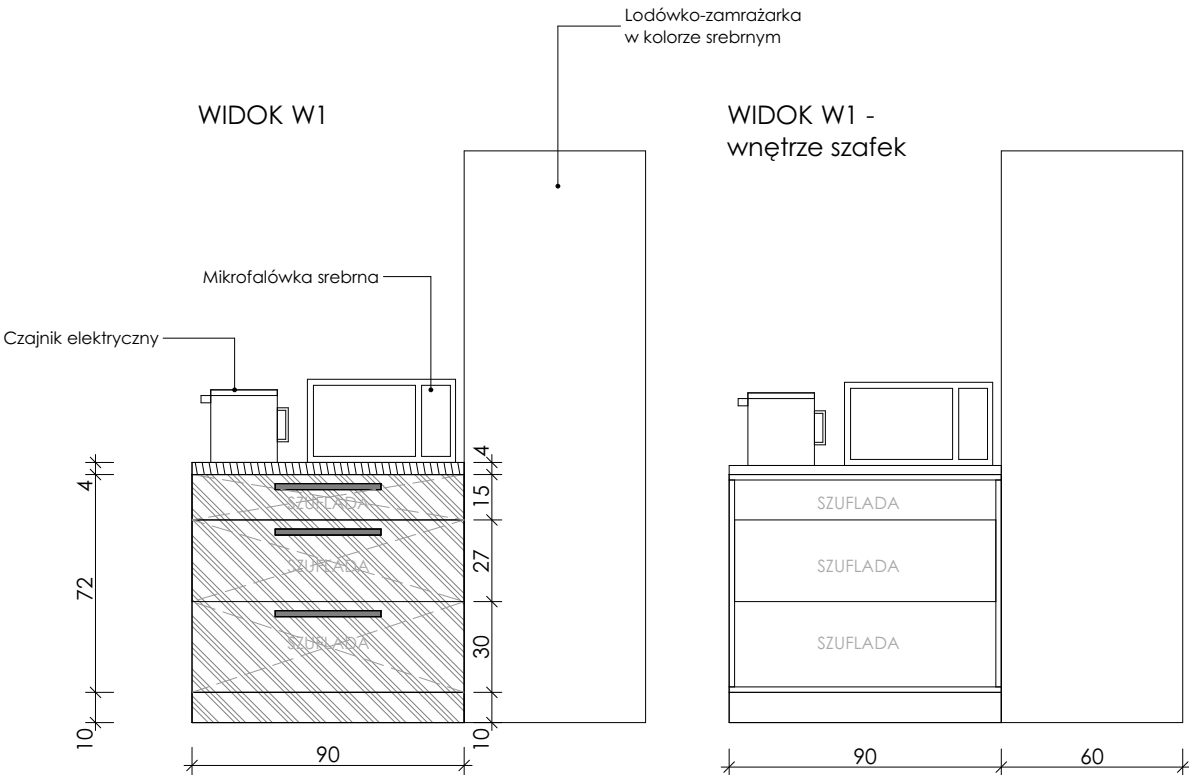 Lodówko-zamrażarka
w kolorze srebrnym
WIDOK W1
WIDOK W1 -
wnętrze szafek
Mikrofalówka srebrna
Czajnik elektryczny
4
4
15
SZUFLADA
SZUFLADA
27
SZUFLADA
SZUFLADA
72
30
SZUFLADA
SZUFLADA
10
10
90
90
60